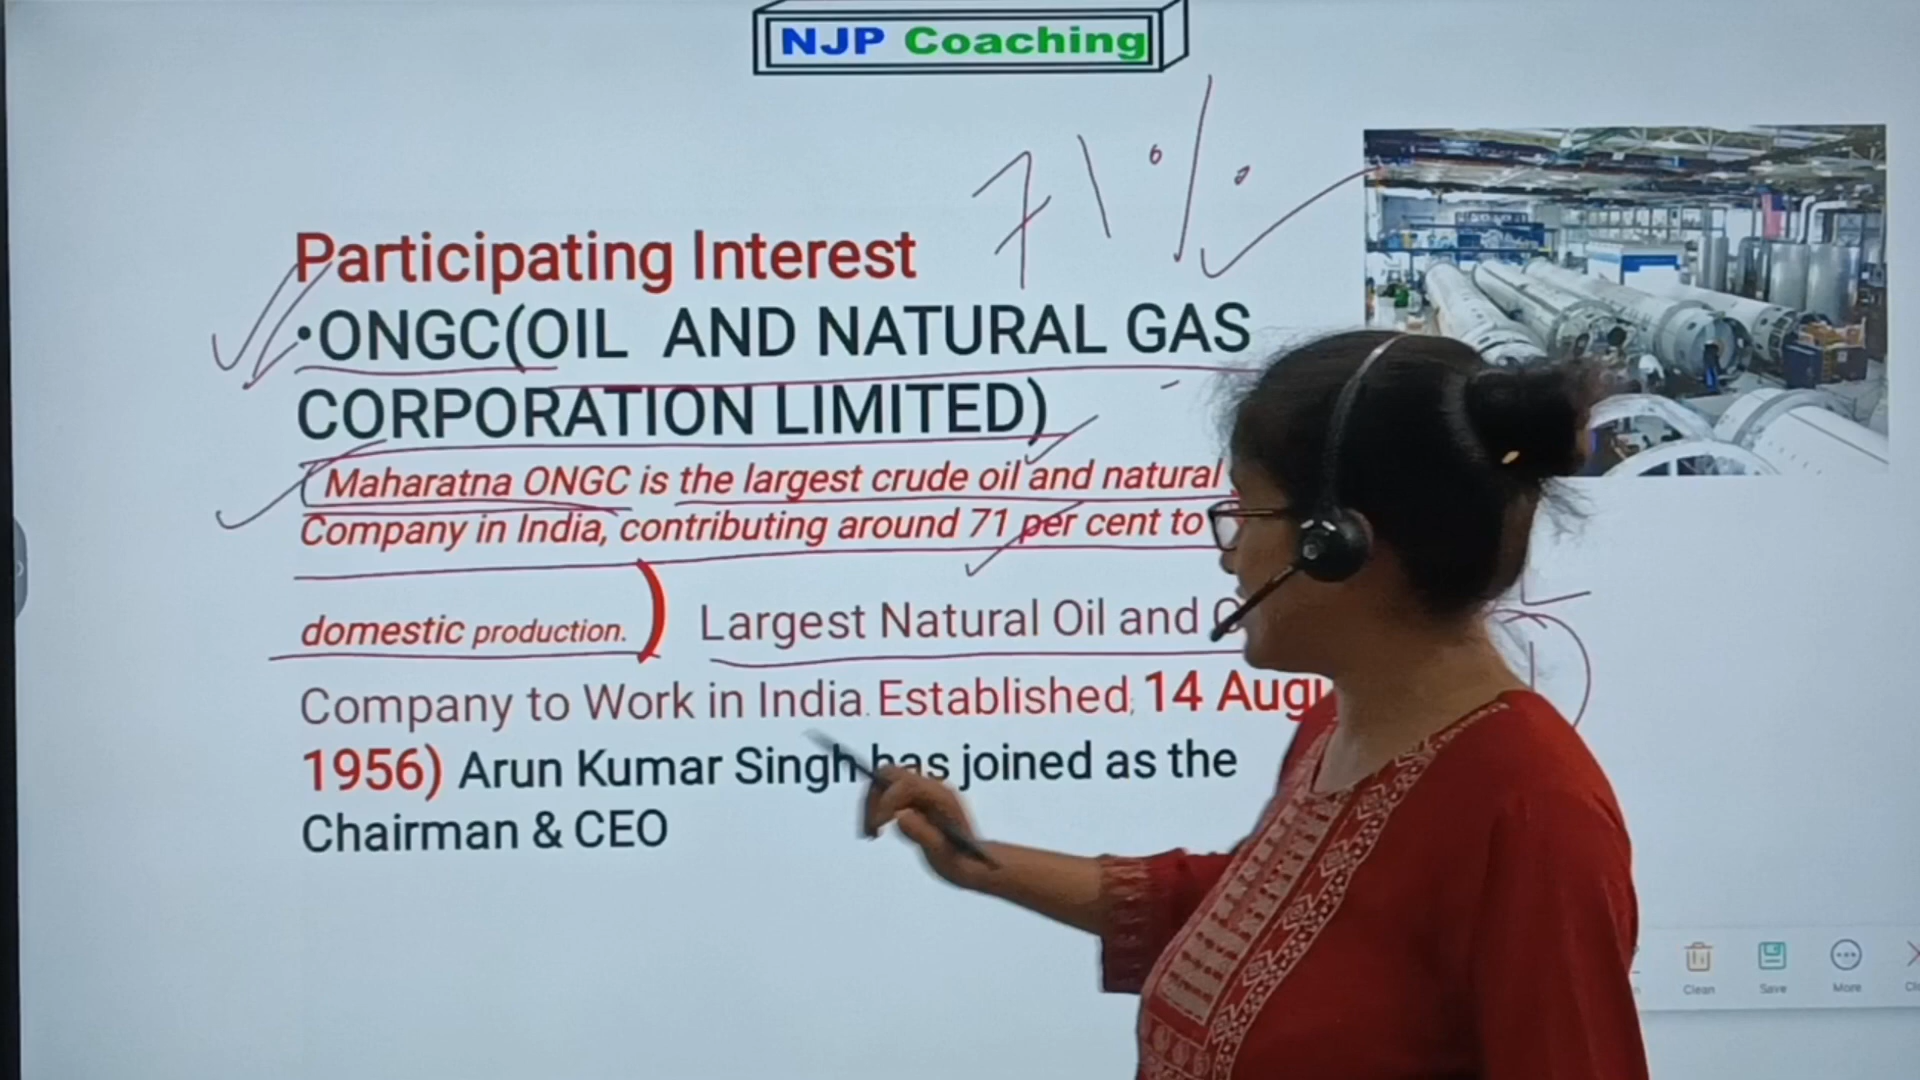 NJP Coaching
71%
Participating Interest
•ONGC(OIL AND NATURAL GAS
CORPORATION LIMITED)
(Maharatna ONGC is the largest crude oil and natural
Company in India, contributing around 71 per cent to
domestic production.) Largest Natural Oil and
Company to Work in India. Established; 14 Augu
1956) Arun Kumar Singh has joined as the
Chairman & CEO
Clean Save More